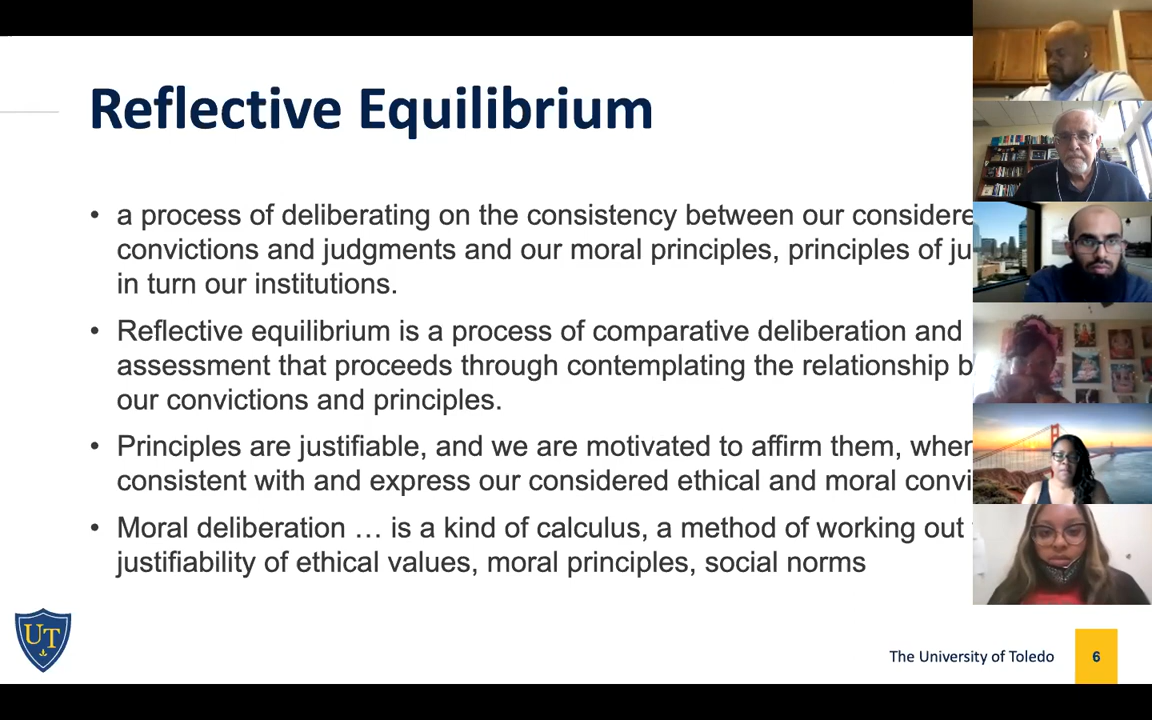 Reflective Equilibrium
• a process of deliberating on the consistency between our considere
convictions and judgments and our moral principles, principles of ju
in turn our institutions.
• Reflective equilibrium is a process of comparative deliberation and
assessment that proceeds through contemplating the relationship b
our convictions and principles.
• Principles are justifiable, and we are motivated to affirm them, wher
consistent with and express our considered ethical and moral convi
• Moral deliberation … is a kind of calculus, a method of working out
justifiability of ethical values, moral principles, social norms
UT
The University of Toledo
6